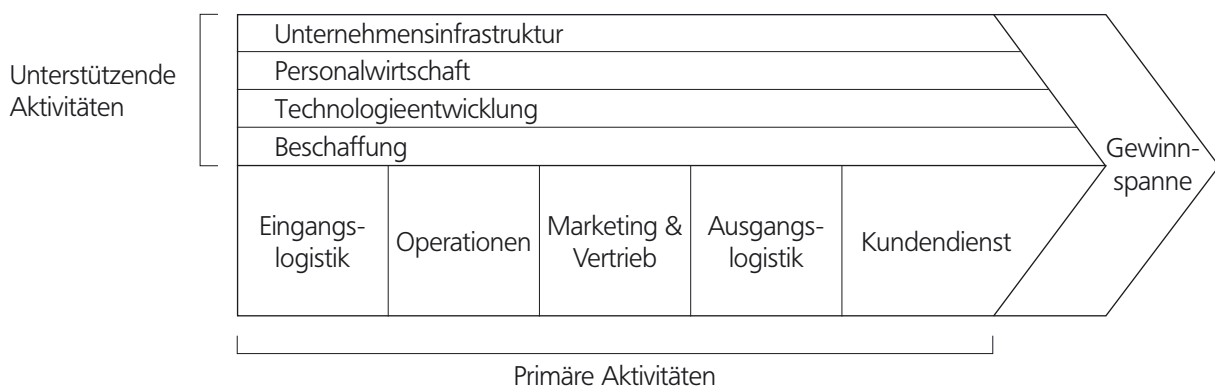 Unterstützende
Aktivitäten
Unternehmensinfrastruktur
Personalwirtschaft
Technologieentwicklung
Beschaffung
Gewinn-
spanne
Eingangs-
logistik
Operationen
Marketing &
Vertrieb
Ausgangs-
logistik
Kundendienst
Primäre Aktivitäten